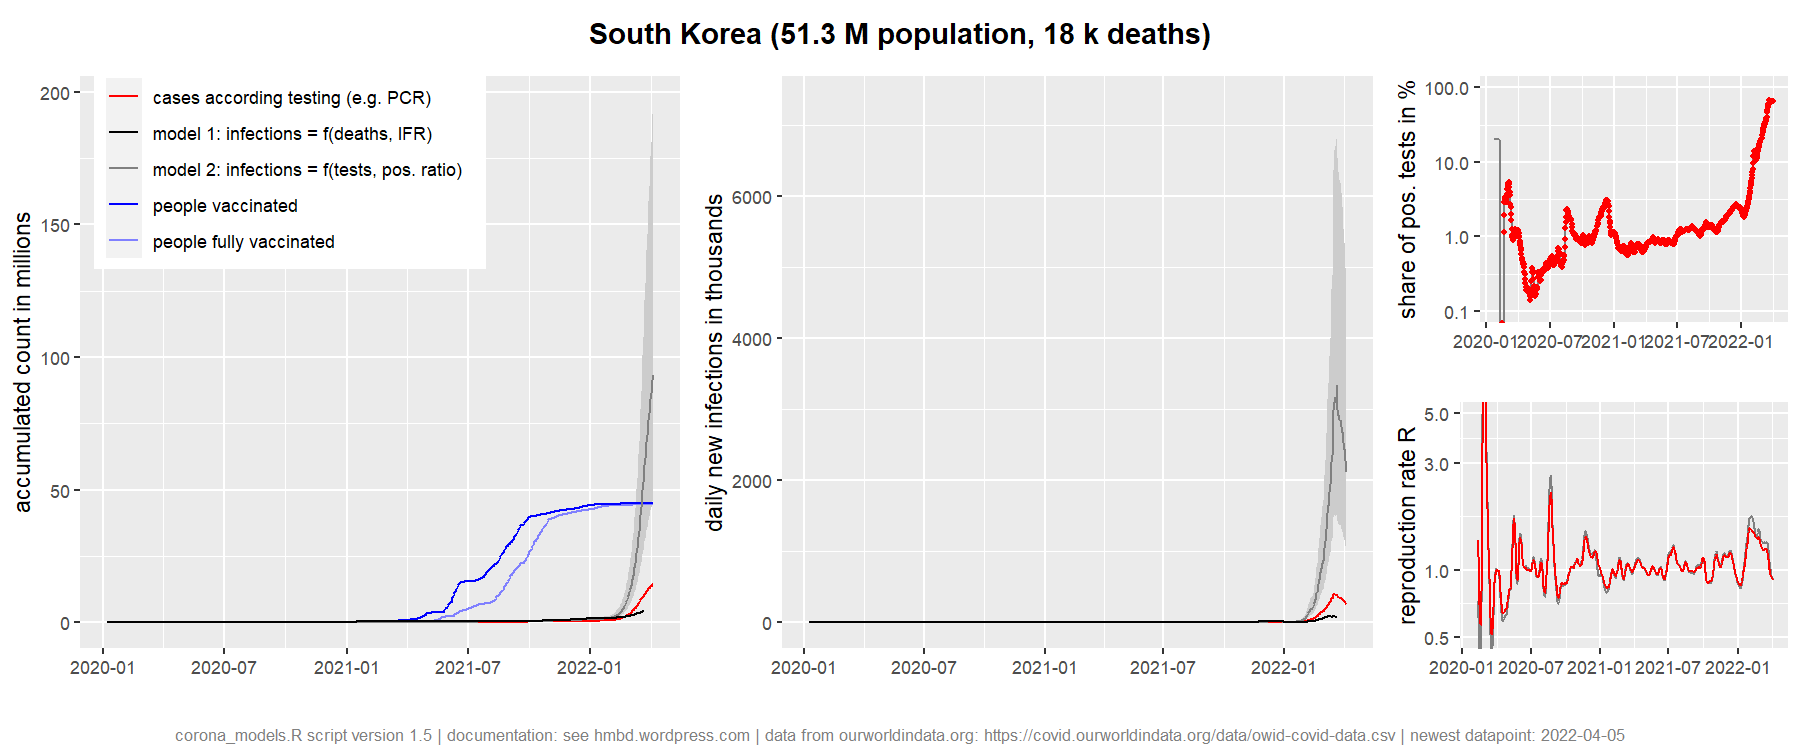 South Korea (51.3 M population, 18 k deaths)
accumulated count in millions
200
150
100
50
0
cases according testing (e.g. PCR)
model 1: infections = f(deaths, IFR)
model 2: infections = f(tests, pos. ratio)
people vaccinated
people fully vaccinated
2020-01 2020-07 2021-01 2021-07 2022-01
daily new infections in thousands
6000
4000
2000
0
2020-01 2020-07 2021-01 2021-07 2022-01
share of pos. tests in %
100.0
10.0
1.0
0.1
2020-01 2020-07 2021-01 2021-07 2022-01
reproduction rate R
5.0
3.0
1.0
0.5
2020-01 2020-07 2021-01 2021-07 2022-01
corona_models.R script version 1.5 | documentation: see hmbd.wordpress.com | data from ourworldindata.org: https://covid.ourworldindata.org/data/owid-covid-data.csv | newest datapoint: 2022-04-05